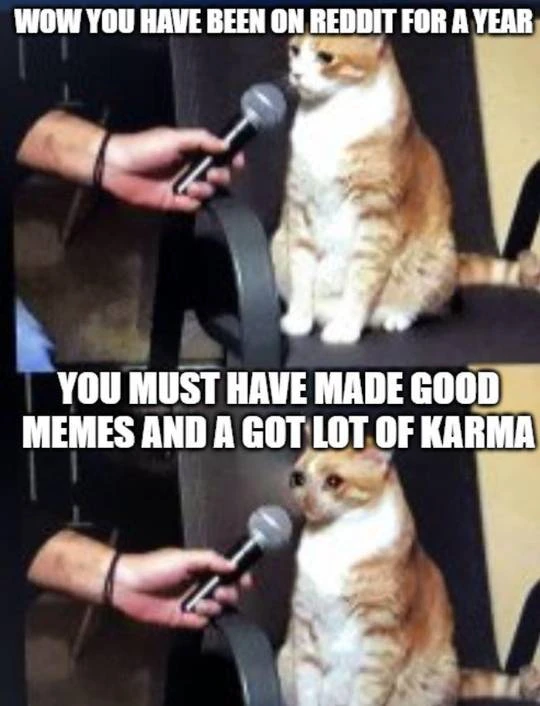 WOW YOU HAVE BEEN ON REDDIT FOR A YEAR
YOU MUST HAVE MADE GOOD
MEMES AND A GOT LOT OF KARMA